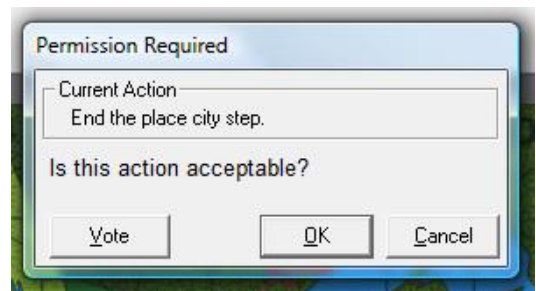 Permission Required
Current Action
End the place city step.
Is this action acceptable?
Vote OK Cancel